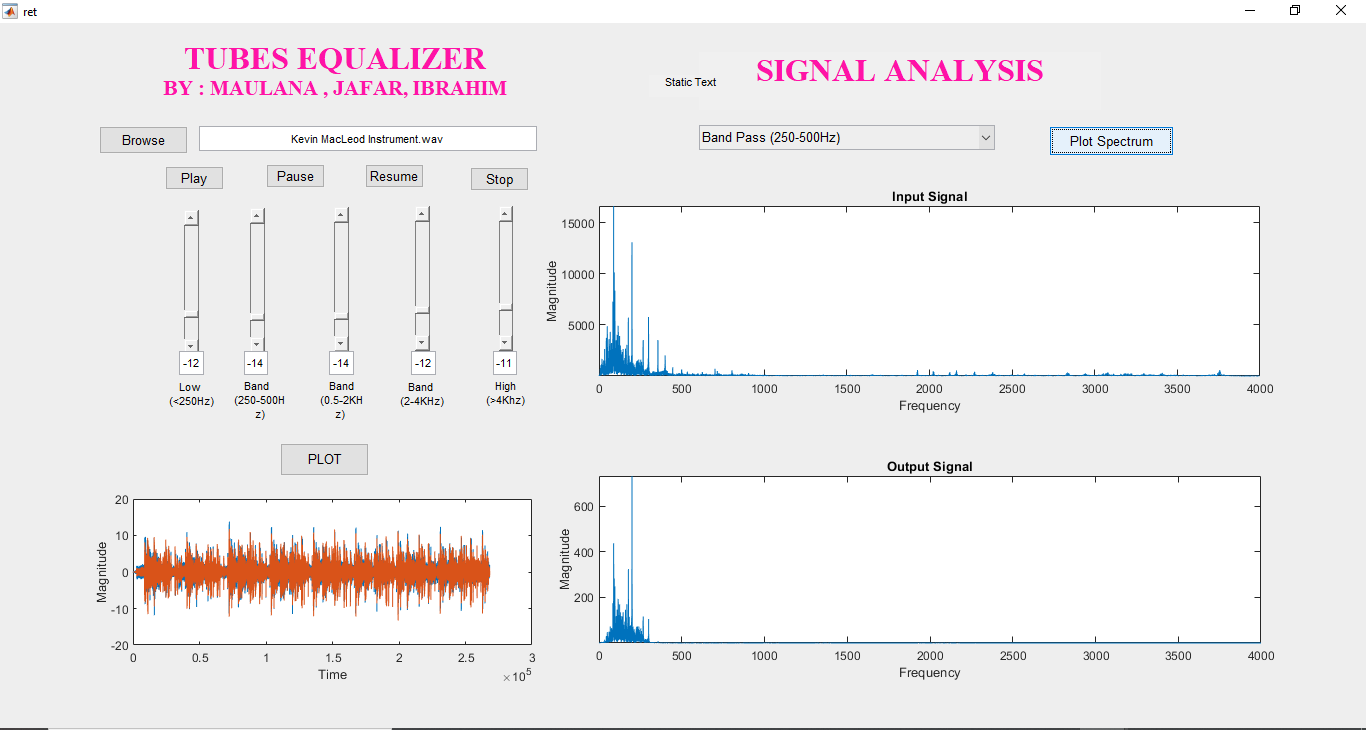 ret
TUBES EQUALIZER
BY : MAULANA , JAFAR, IBRAHIM
Static Text
SIGNAL ANALYSIS
Browse
Kevin MacLeod Instrument.wav
Band Pass (250-500Hz)
Plot Spectrum
Play
Pause
Resume
Stop
-12
-14
-14
-12
-11
Low
(<250Hz)
Band
(250-500H
z)
Band
(0.5-2KH
z)
Band
(2-4KHz)
High
(>4Khz)
PLOT
20
10
0
-10
-20
Magnitude
0 0.5 1 1.5 2 2.5 3
Time
×10^5
Input Signal
15000
10000
5000
Magnitude
0 500 1000 1500 2000 2500 3000 3500 4000
Frequency
Output Signal
600
400
200
Magnitude
0 500 1000 1500 2000 2500 3000 3500 4000
Frequency